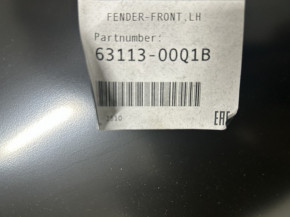 FENDER-FRONT,LH
Partnumber:
63113-00Q1B
EAC